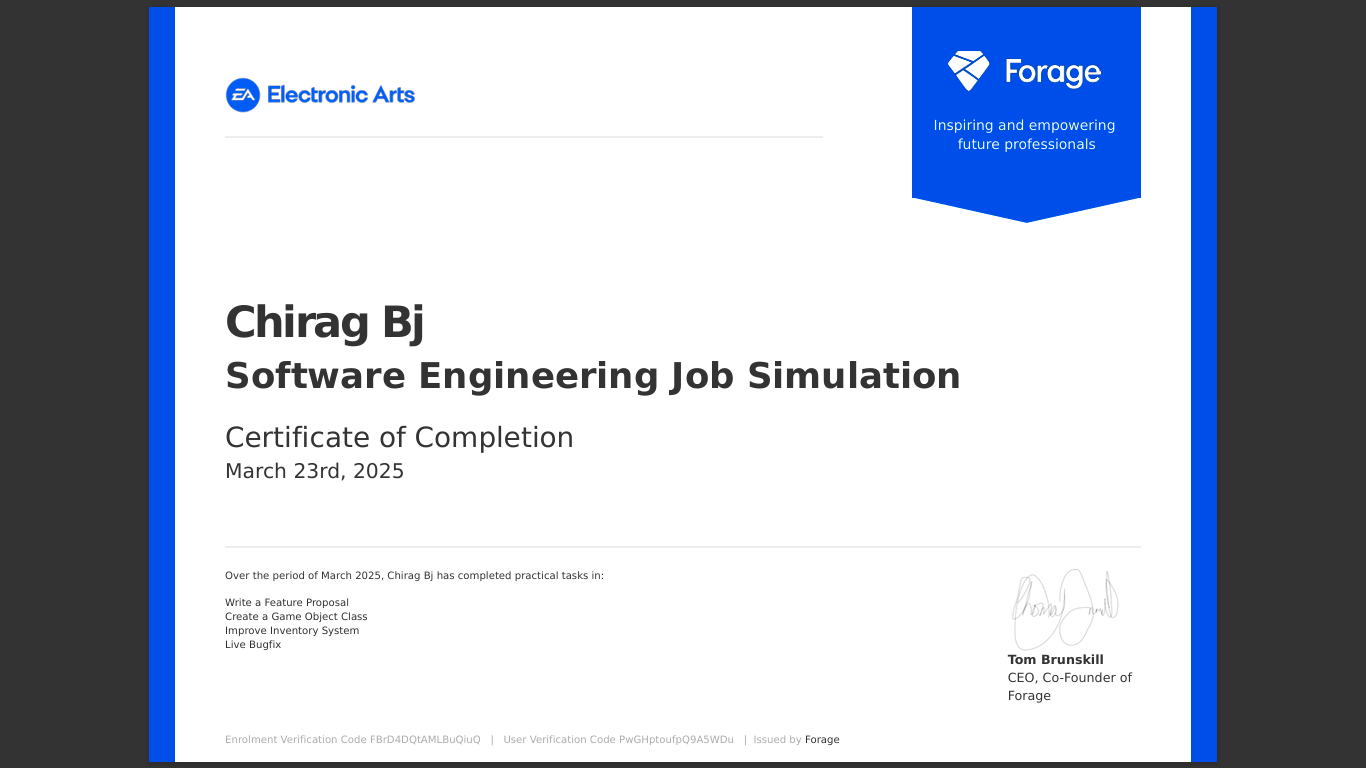 EA Electronic Arts
Forage
Inspiring and empowering
future professionals
Chirag Bj
Software Engineering Job Simulation
Certificate of Completion
March 23rd, 2025
Over the period of March 2025, Chirag Bj has completed practical tasks in:
Write a Feature Proposal
Create a Game Object Class
Improve Inventory System
Live Bugfix
Tom Brunskill
CEO, Co-Founder of
Forage
Enrolment Verification Code FBrD4DQtAMLBuQiuQ | User Verification Code PwGHptoufpQ9A5WDu | Issued by Forage